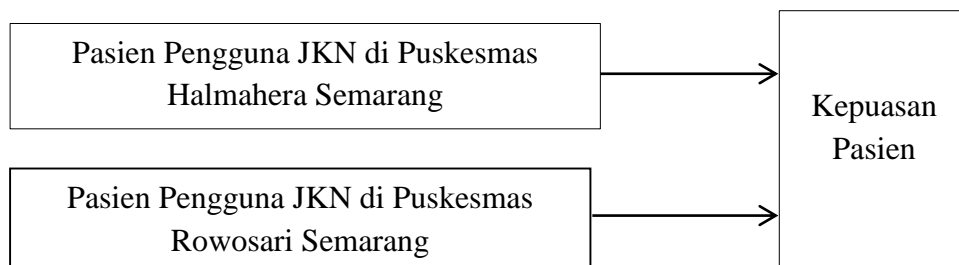 Pasien Pengguna JKN di Puskesmas
Halmahera Semarang
Kepuasan
Pasien
Pasien Pengguna JKN di Puskesmas
Rowosari Semarang